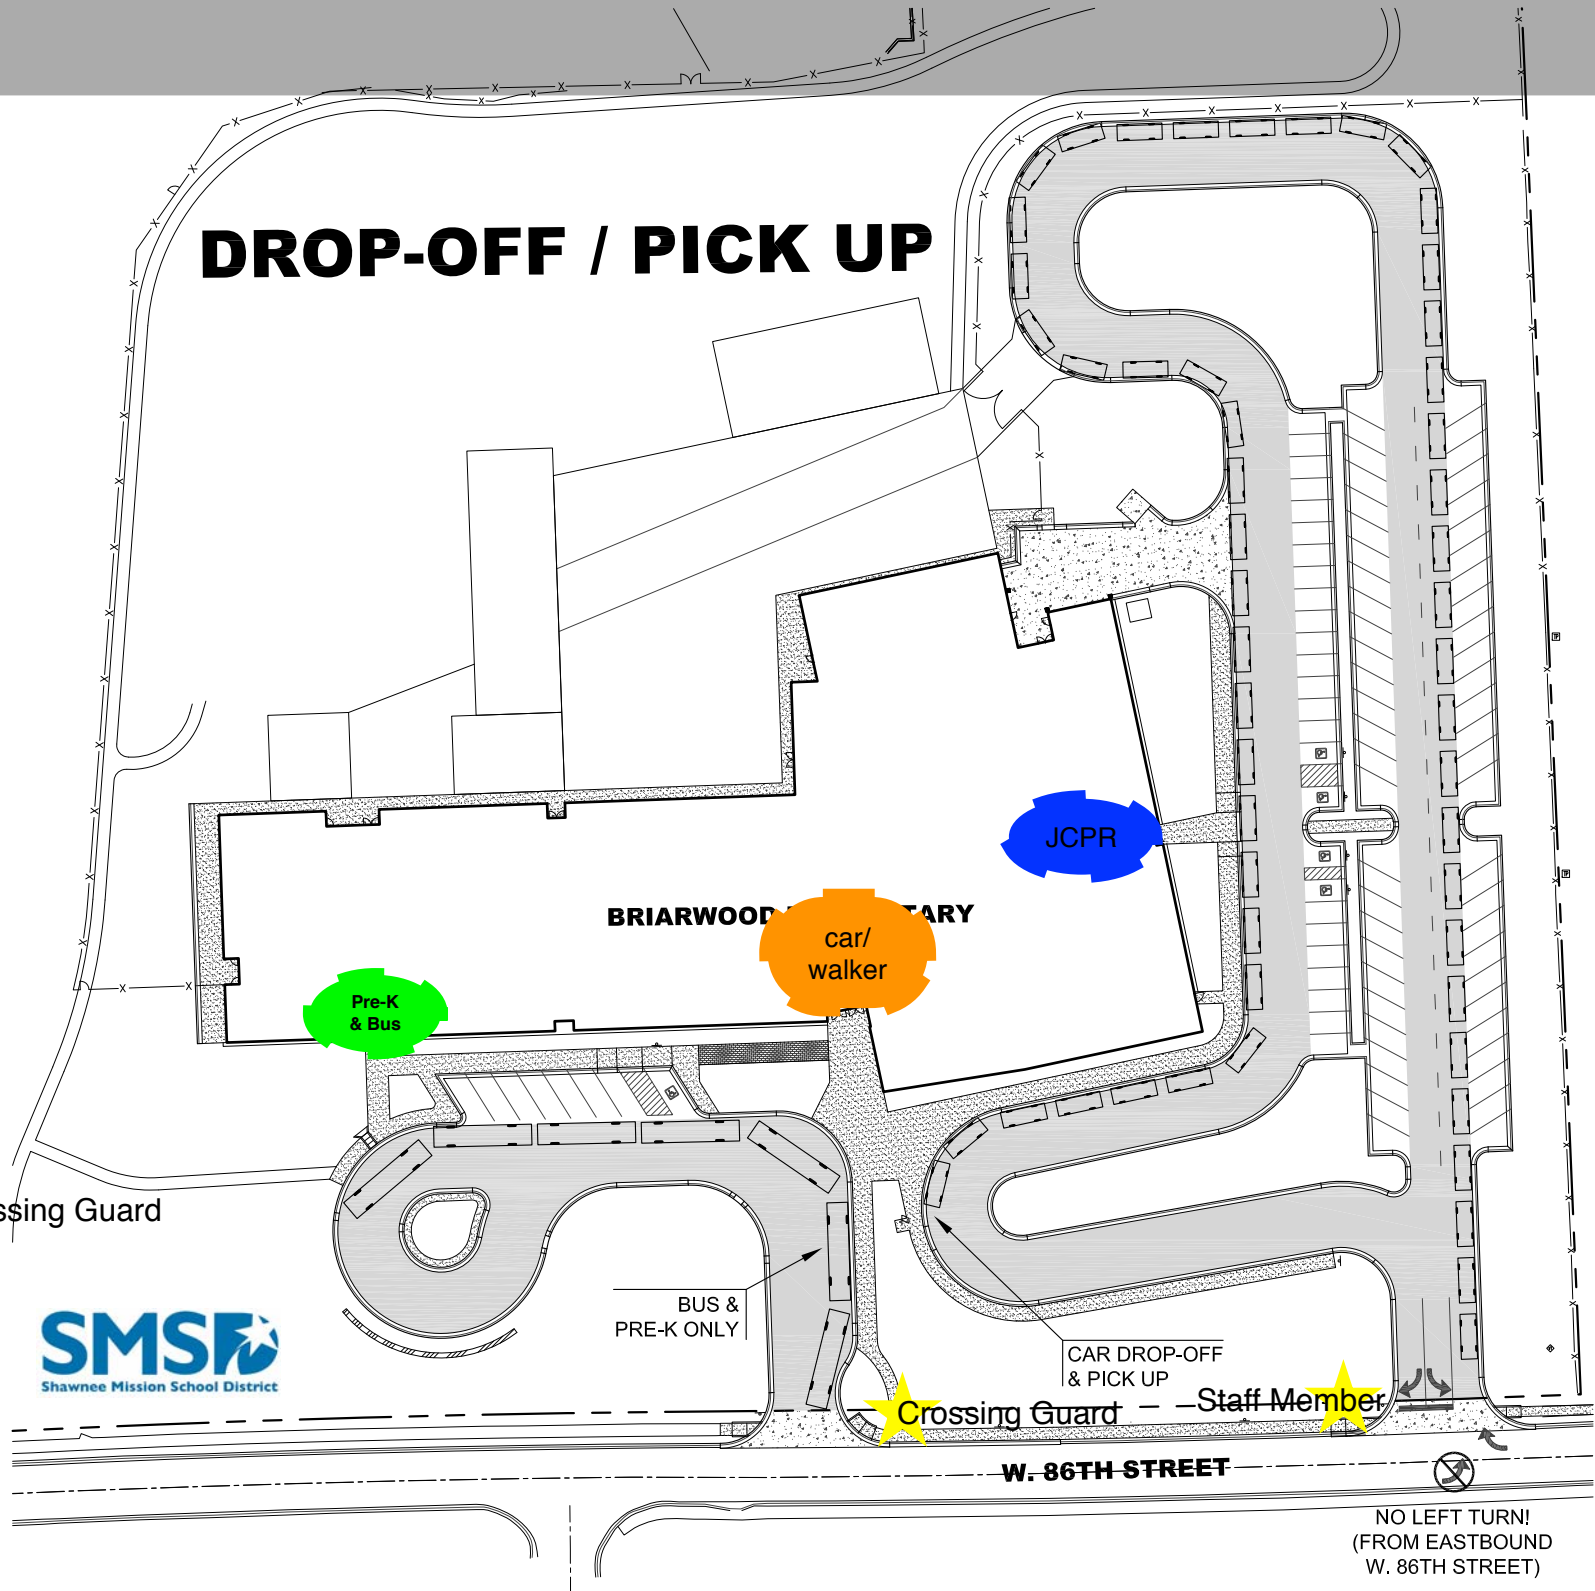 DROP-OFF / PICK UP
JCPR
BRIARWOOD
TARY
car/
walker
Pre-K
& Bus
ssing Guard
BUS &
PRE-K ONLY
SMSD
Shawnee Mission School District
CAR DROP-OFF
& PICK UP
Crossing Guard
Staff Member
W. 86TH STREET
NO LEFT TURN!
(FROM EASTBOUND
W. 86TH STREET)